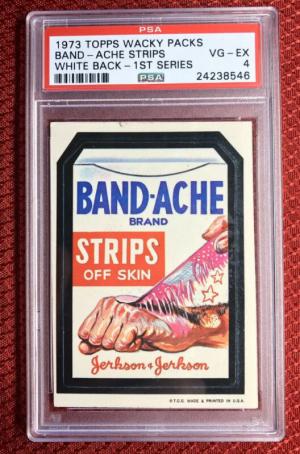 PSA
1973 TOPPS WACKY PACKS
BAND-ACHE STRIPS VG-EX
WHITE BACK-1ST SERIES 4
PSA 24238546
BAND-ACHE
BRAND
STRIPS
OFF SKIN
Jerkson & Jerkson
© T.C.G. MADE & PRINTED IN U.S.A.